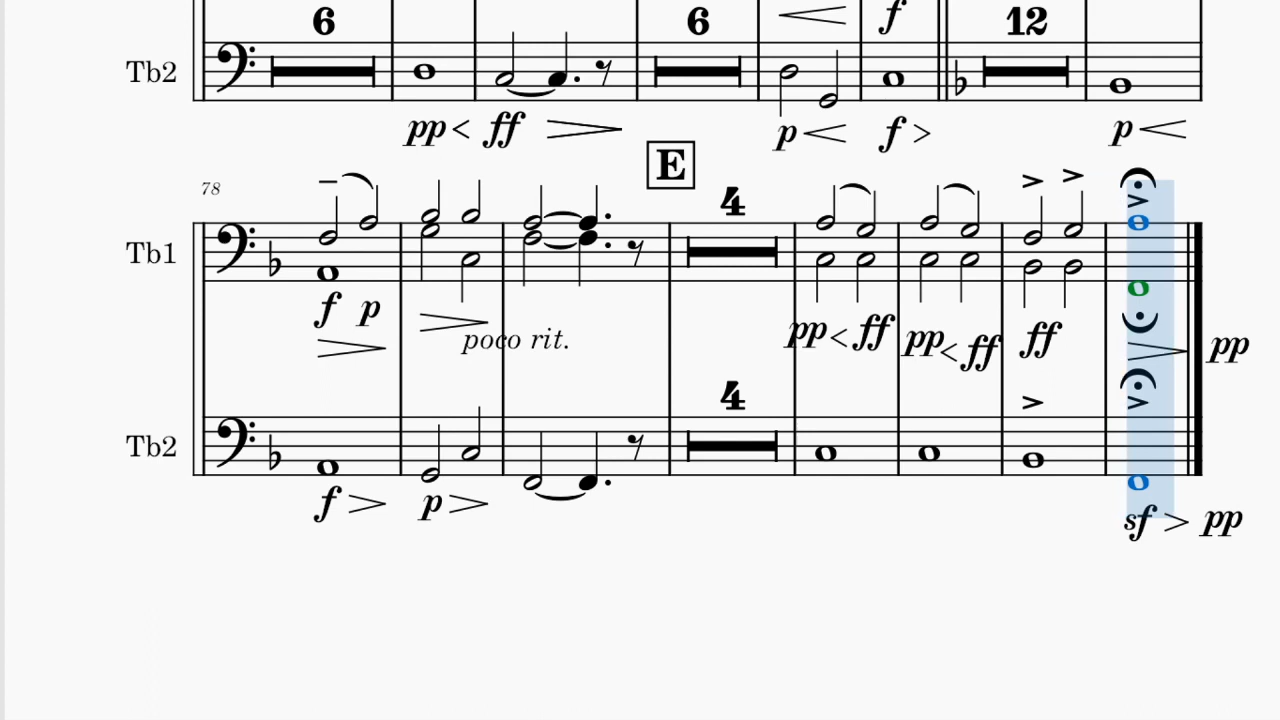 6 6 f 12
Tb2
pp ff p f p
E
78 4
Tb1
f p pp ff pp ff ff pp
poco rit.
4
Tb2
f p sf pp